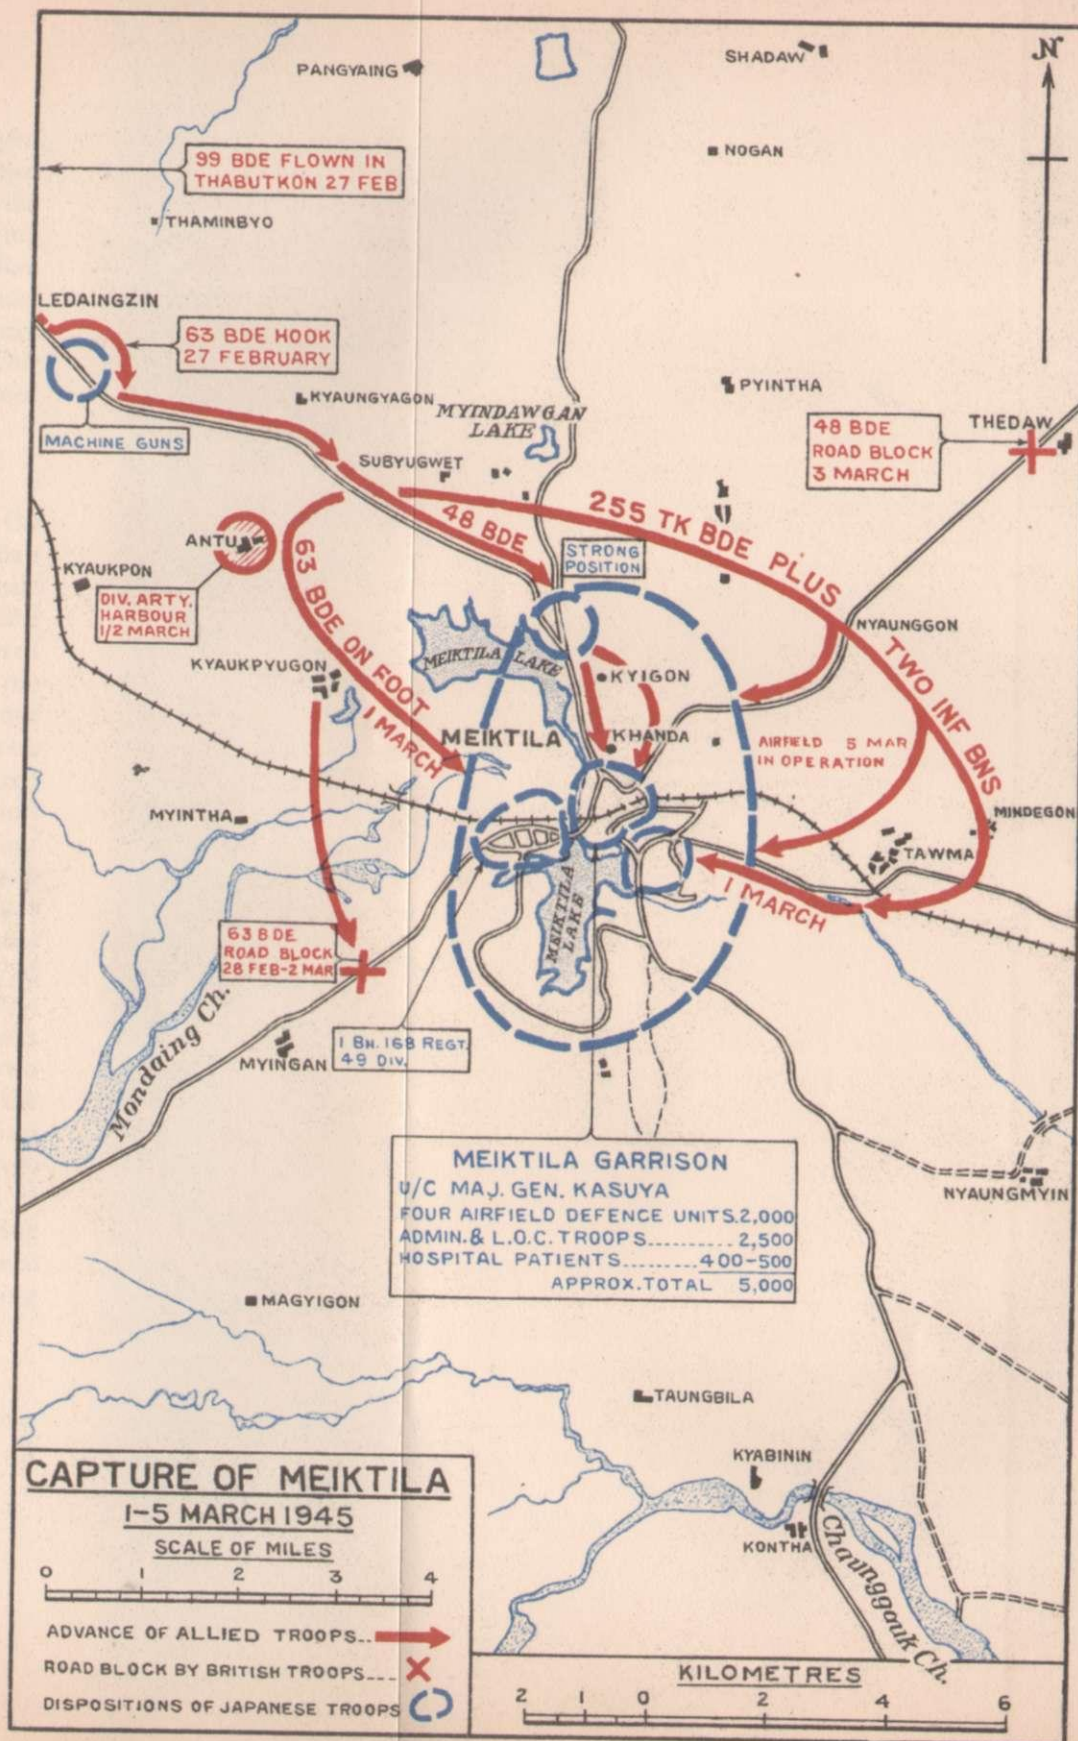 SHADAW
N
PANGYAING
NOGAN
99 BDE FLOWN IN
THABUTKON 27 FEB
THAMINBYO
LEDAINGZIN
63 BDE HOOK
27 FEBRUARY
MACHINE GUNS
KYAUNGYAGON
MYINDAWGAN
LAKE
PYINTHA
THEDAW
48 BDE
ROAD BLOCK
3 MARCH
SUBYUGWET
48 BDE
255 TK BDE PLUS
TWO INF BNS
STRONG
POSITION
ANTU
KYAUKPON
DIV. ARTY.
HARBOUR
1/2 MARCH
63 BDE ON FOOT
1 MARCH
NYAUNGGON
KYAUKPYUGON
MEIKTILA LAKE
KYIGON
MEIKTILA
KHANDA
AIRFIELD 5 MAR
IN OPERATION
MYINTHA
MINDEGON
TAWMA
1 MARCH
MEIKTILA
LAKE
63 BDE
ROAD BLOCK
28 FEB-2 MAR
Mondaing Ch.
MYINGAN
1 BN. 168 REGT.
49 DIV.
MEIKTILA GARRISON
U/C MAJ. GEN. KASUYA
FOUR AIRFIELD DEFENCE UNITS.2,000
ADMIN. & L.O.C. TROOPS.......... 2,500
HOSPITAL PATIENTS.........400-500
APPROX. TOTAL 5,000
NYAUNGMYIN
MAGYIGON
TAUNGBILA
KYABININ
KONTHA
Chaunggauk Ch.
CAPTURE OF MEIKTILA
1-5 MARCH 1945
SCALE OF MILES
0 1 2 3 4
ADVANCE OF ALLIED TROOPS..
ROAD BLOCK BY BRITISH TROOPS....
DISPOSITIONS OF JAPANESE TROOPS
KILOMETRES
2 1 0 2 4 6